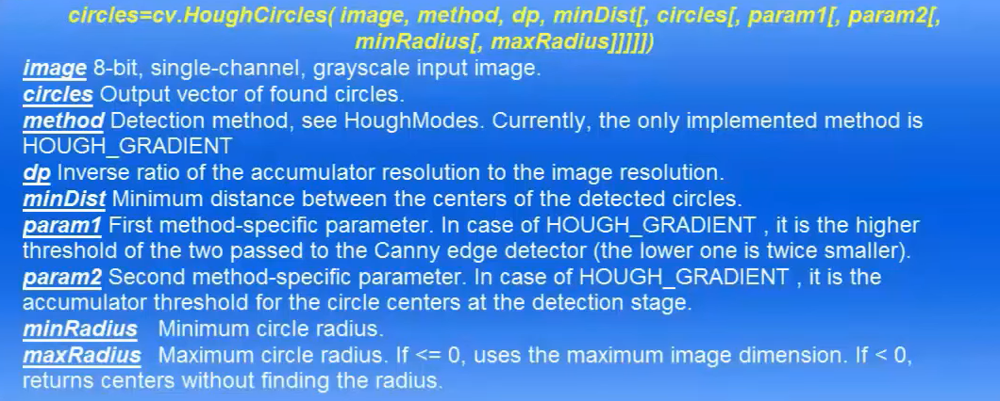 circles=cv.HoughCircles( image, method, dp, minDist[, circles[, param1[, param2[,
minRadius[, maxRadius]]]]])
image 8-bit, single-channel, grayscale input image.
circles Output vector of found circles.
method Detection method, see HoughModes. Currently, the only implemented method is
HOUGH_GRADIENT
dp Inverse ratio of the accumulator resolution to the image resolution.
minDist Minimum distance between the centers of the detected circles.
param1 First method-specific parameter. In case of HOUGH_GRADIENT , it is the higher
threshold of the two passed to the Canny edge detector (the lower one is twice smaller).
param2 Second method-specific parameter. In case of HOUGH_GRADIENT , it is the
accumulator threshold for the circle centers at the detection stage.
minRadius Minimum circle radius.
maxRadius Maximum circle radius. If <= 0, uses the maximum image dimension. If < 0,
returns centers without finding the radius.